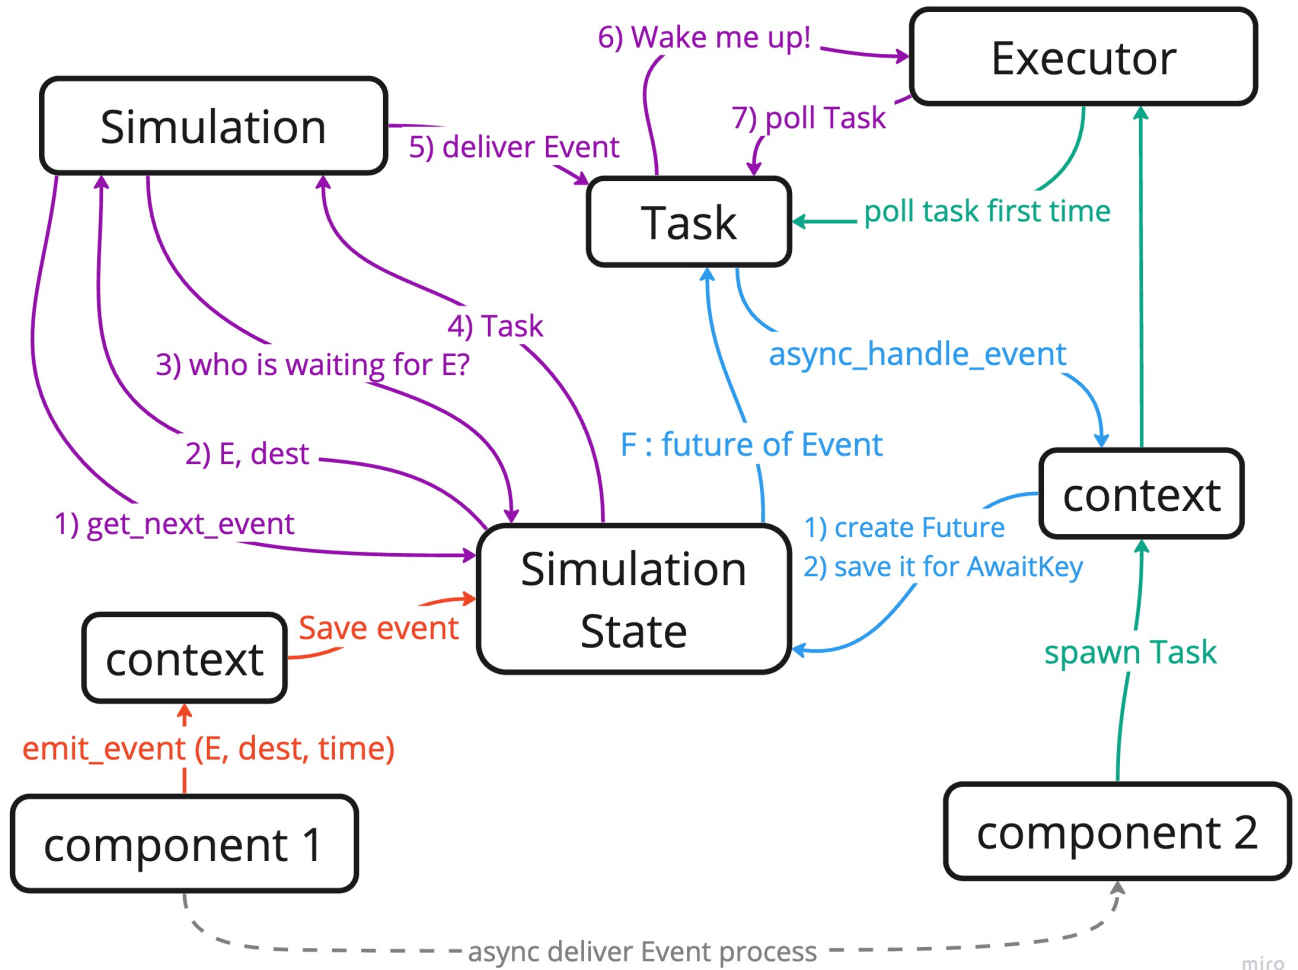 6) Wake me up!
Executor
Simulation
7) poll Task
5) deliver Event
Task
poll task first time
4) Task
3) who is waiting for E?
async_handle_event
2) E, dest
F : future of Event
1) get_next_event
context
1) create Future
2) save it for AwaitKey
Simulation
State
Save event
context
spawn Task
emit_event (E, dest, time)
component 1
component 2
async deliver Event process
miro